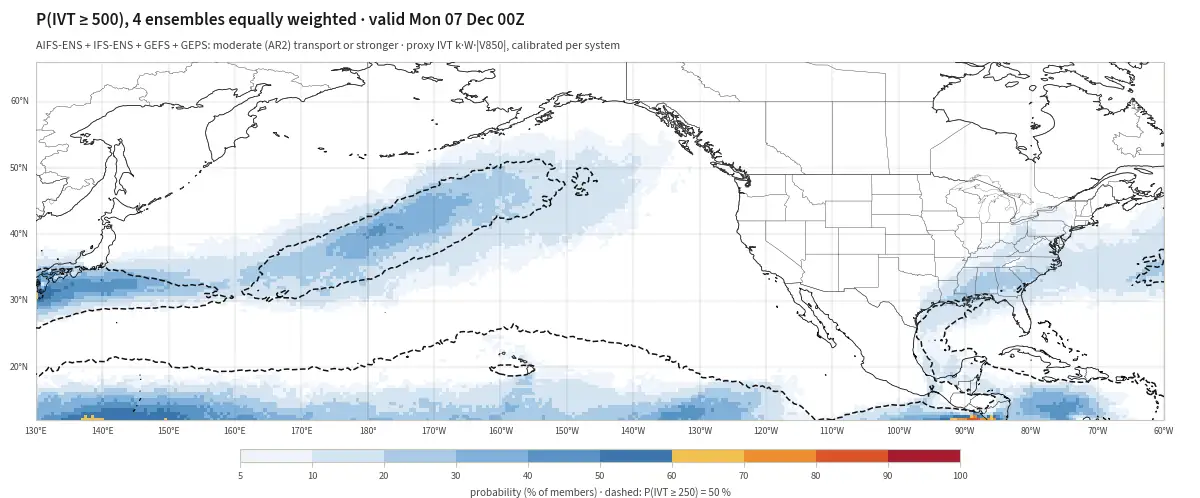 P(IVT ≥ 500), 4 ensembles equally weighted · valid Mon 07 Dec 00Z
AIFS-ENS + IFS-ENS + GEFS + GEPS: moderate (AR2) transport or stronger · proxy IVT k·W·|V850|, calibrated per system
60°N
50°N
40°N
30°N
20°N
130°E 140°E 150°E 160°E 170°E 180° 170°W 160°W 150°W 140°W 130°W 120°W 110°W 100°W 90°W 80°W 70°W 60°W
5 10 20 30 40 50 60 70 80 90 100
probability (% of members) · dashed: P(IVT ≥ 250) = 50 %